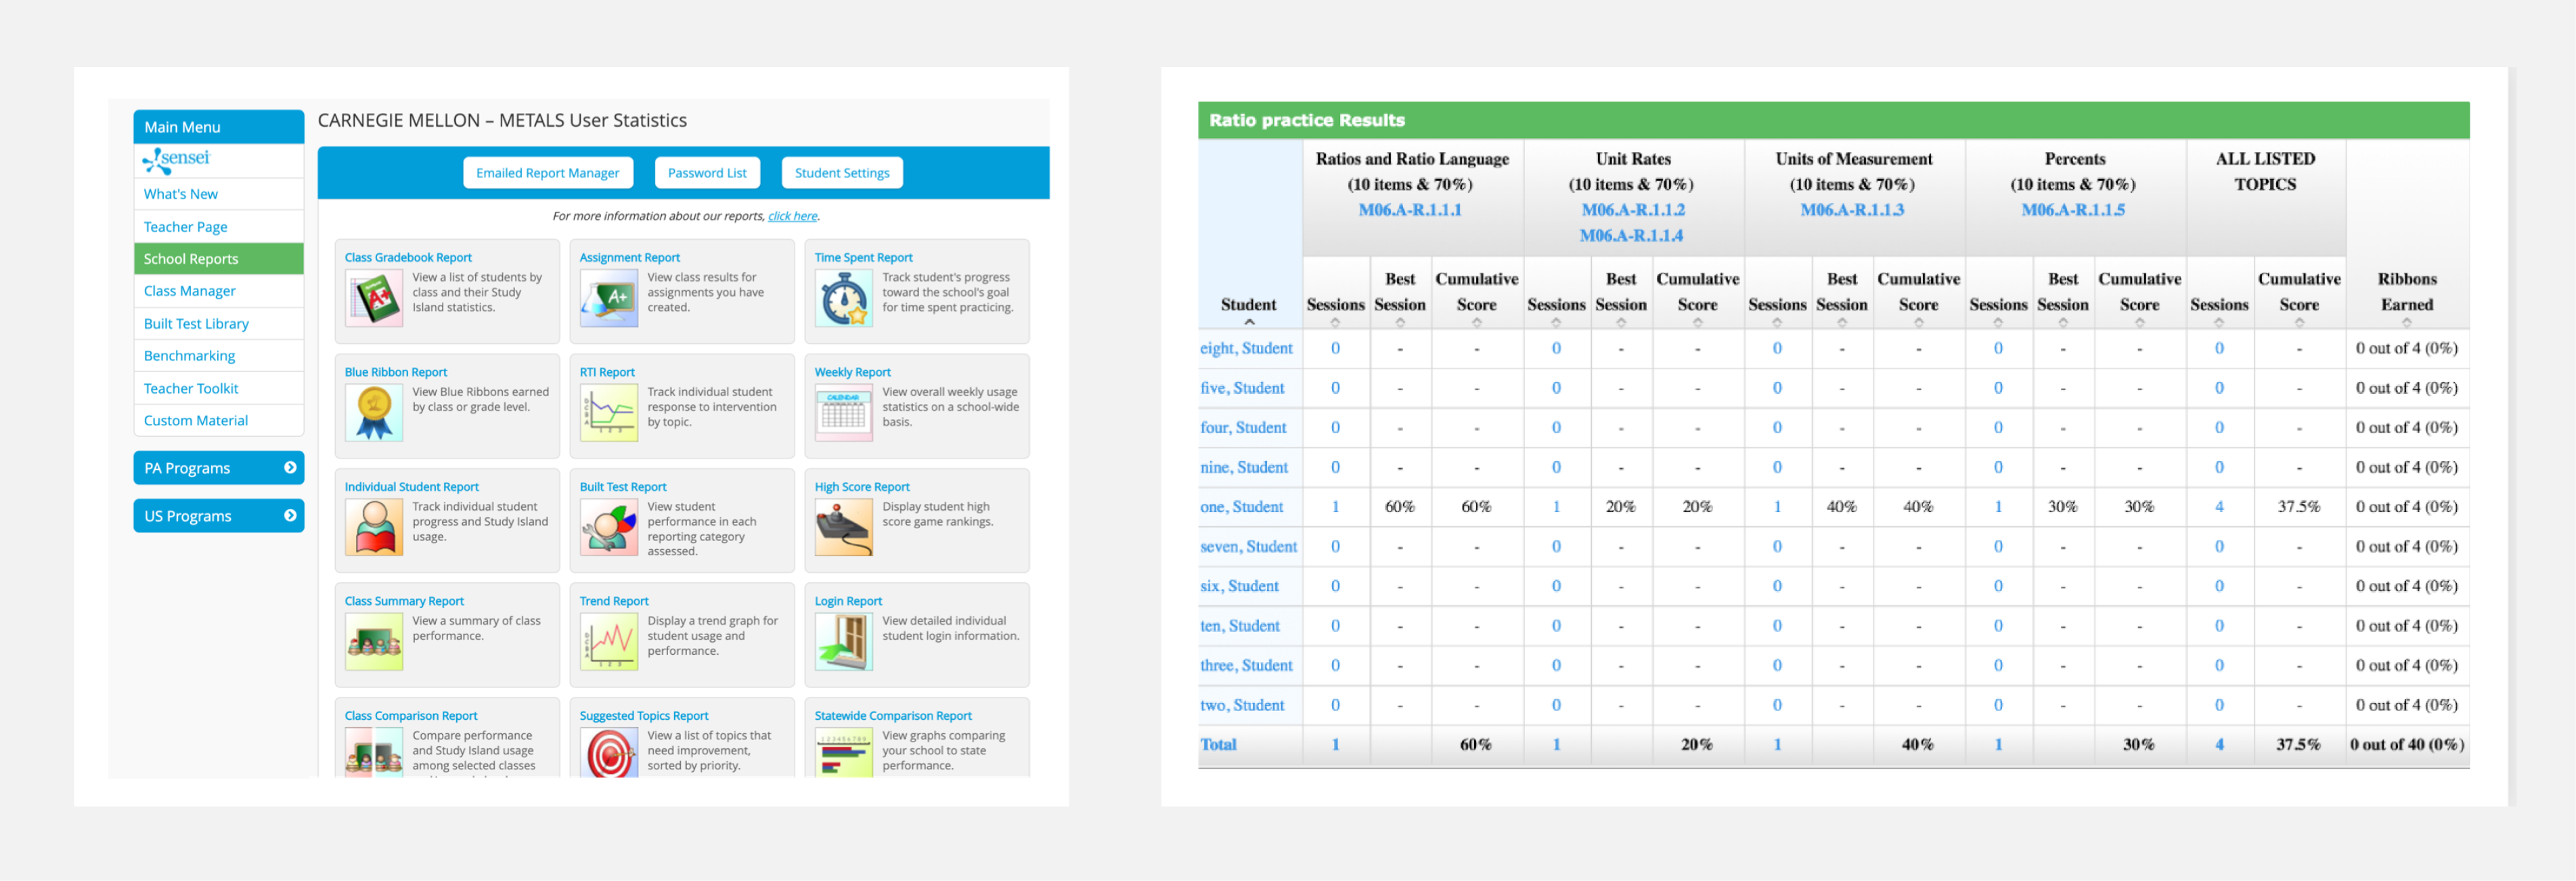 Main Menu
sensei
What's New
Teacher Page
School Reports
Class Manager
Built Test Library
Benchmarking
Teacher Toolkit
Custom Material
PA Programs
US Programs
CARNEGIE MELLON – METALS User Statistics
Emailed Report Manager Password List Student Settings
For more information about our reports, click here.
Class Gradebook Report
View a list of students by
class and their Study
Island statistics.
Assignment Report
View class results for
assignments you have
created.
Time Spent Report
Track student's progress
toward the school's goal
for time spent practicing.
Blue Ribbon Report
View Blue Ribbons earned
by class or grade level.
RTI Report
Track individual student
response to intervention
by topic.
Weekly Report
CALENDAR
View overall weekly usage
statistics on a school-wide
basis.
Individual Student Report
Track individual student
progress and Study Island
usage.
Built Test Report
View student
performance in each
reporting category
assessed.
High Score Report
Display student high
score game rankings.
Class Summary Report
View a summary of class
performance.
Trend Report
Display a trend graph for
student usage and
performance.
Login Report
View detailed individual
student login information.
Class Comparison Report
Compare performance
and Study Island usage
among selected classes
Suggested Topics Report
View a list of topics that
need improvement,
sorted by priority.
Statewide Comparison Report
View graphs comparing
your school to state
performance.
Ratio practice Results
Ratios and Ratio Language
(10 items & 70%)
M06.A-R.1.1.1
Unit Rates
(10 items & 70%)
M06.A-R.1.1.2
M06.A-R.1.1.4
Units of Measurement
(10 items & 70%)
M06.A-R.1.1.3
Percents
(10 items & 70%)
M06.A-R.1.1.5
ALL LISTED
TOPICS
Student Sessions Best Session Cumulative Score Sessions Best Session Cumulative Score Sessions Best Session Cumulative Score Sessions Best Session Cumulative Score Sessions Cumulative Score Ribbons Earned
eight, Student 0 - - 0 - - 0 - - 0 - - 0 - 0 out of 4 (0%)
five, Student 0 - - 0 - - 0 - - 0 - - 0 - 0 out of 4 (0%)
four, Student 0 - - 0 - - 0 - - 0 - - 0 - 0 out of 4 (0%)
nine, Student 0 - - 0 - - 0 - - 0 - - 0 - 0 out of 4 (0%)
one, Student 1 60% 60% 1 20% 20% 1 40% 40% 1 30% 30% 4 37.5% 0 out of 4 (0%)
seven, Student 0 - - 0 - - 0 - - 0 - - 0 - 0 out of 4 (0%)
six, Student 0 - - 0 - - 0 - - 0 - - 0 - 0 out of 4 (0%)
ten, Student 0 - - 0 - - 0 - - 0 - - 0 - 0 out of 4 (0%)
three, Student 0 - - 0 - - 0 - - 0 - - 0 - 0 out of 4 (0%)
two, Student 0 - - 0 - - 0 - - 0 - - 0 - 0 out of 4 (0%)
Total 1 60% 1 20% 1 40% 1 30% 4 37.5% 0 out of 40 (0%)